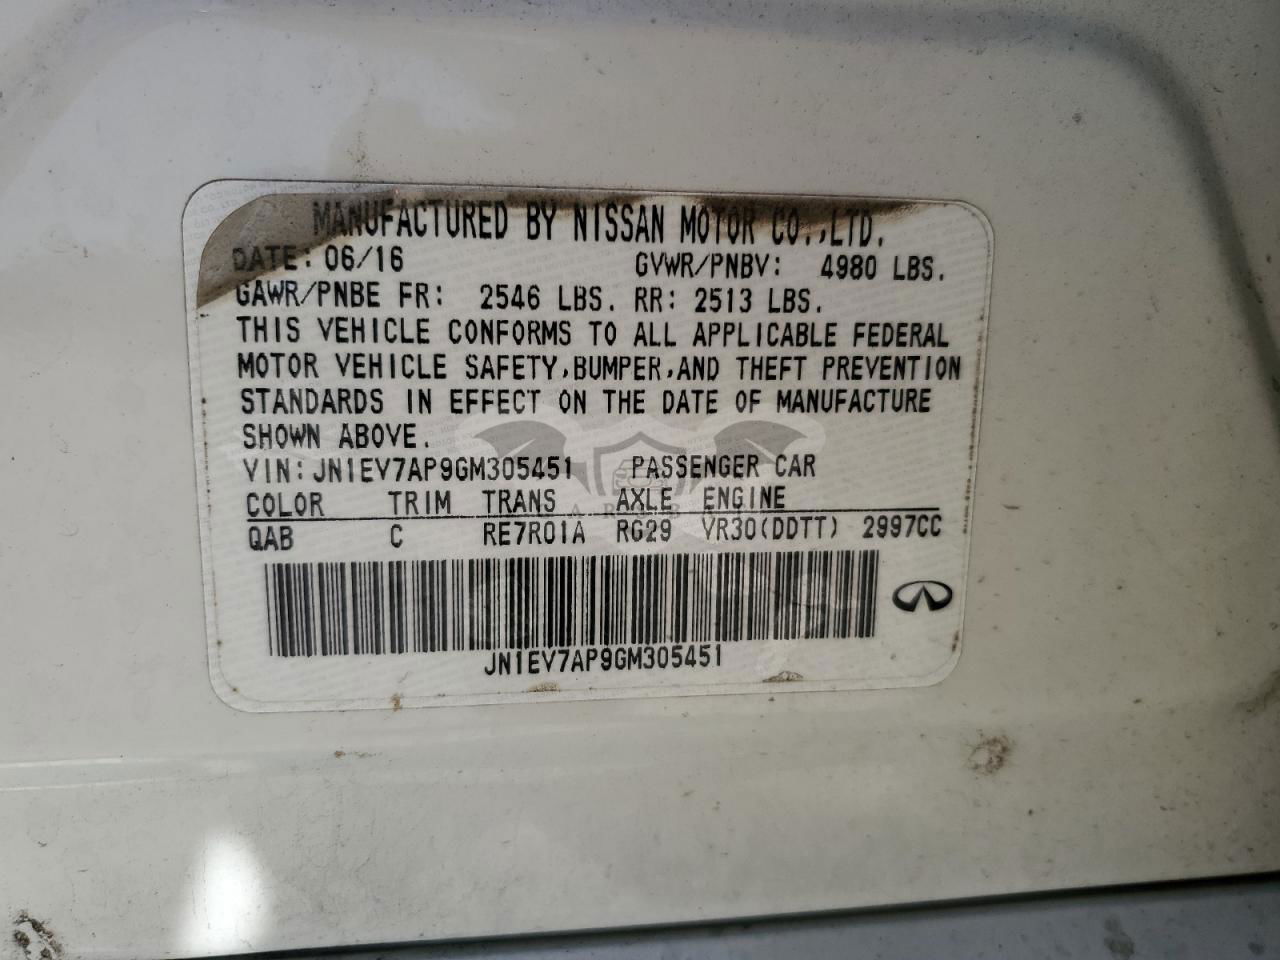 MANUFACTURED BY NISSAN MOTOR CO.,LTD.
DATE: 06/16 GVWR/PNBV: 4980 LBS.
GAWR/PNBE FR: 2546 LBS. RR: 2513 LBS.
THIS VEHICLE CONFORMS TO ALL APPLICABLE FEDERAL
MOTOR VEHICLE SAFETY,BUMPER,AND THEFT PREVENTION
STANDARDS IN EFFECT ON THE DATE OF MANUFACTURE
SHOWN ABOVE.
VIN: JN1EV7AP9GM305451 PASSENGER CAR
COLOR TRIM TRANS AXLE ENGINE
QAB C RE7R01A RG29 VR30(DDTT) 2997CC
JN1EV7AP9GM305451